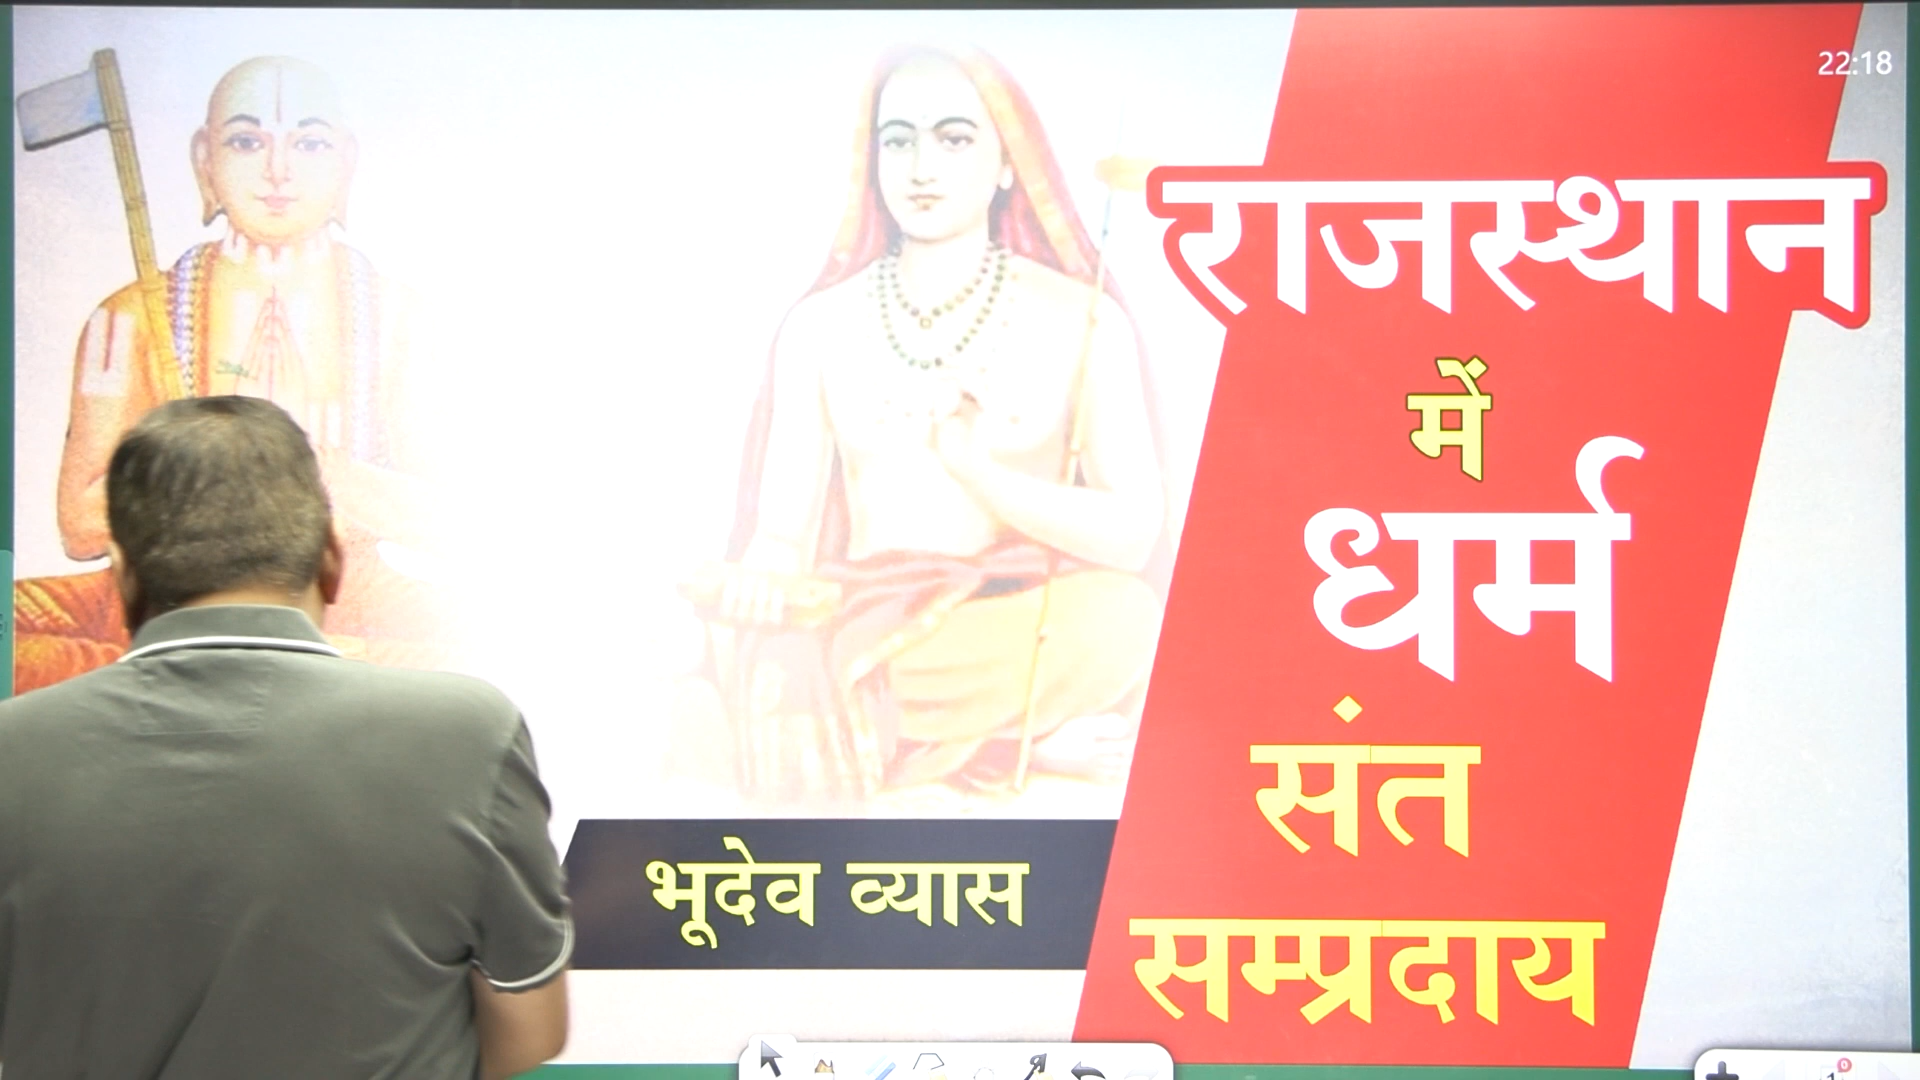 22:18
राजस्थान
में
धर्म
संत
सम्प्रदाय
भूदेव व्यास